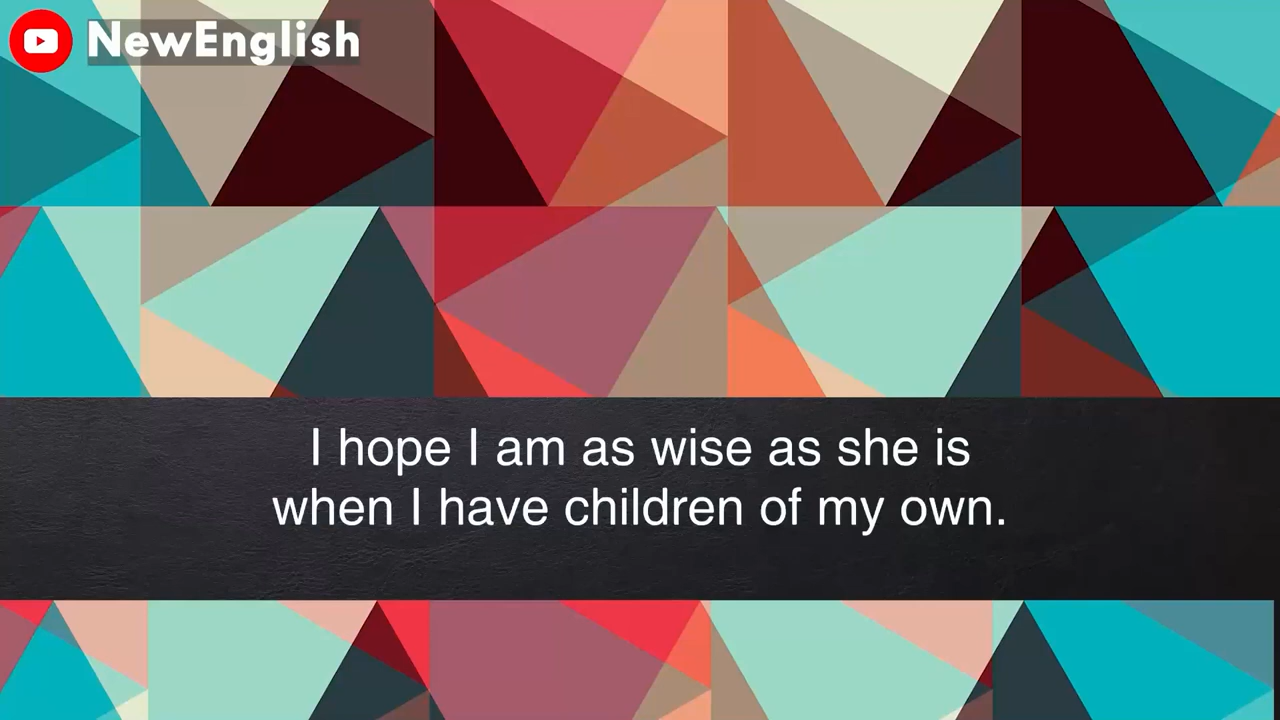 NewEnglish
I hope I am as wise as she is
when I have children of my own.